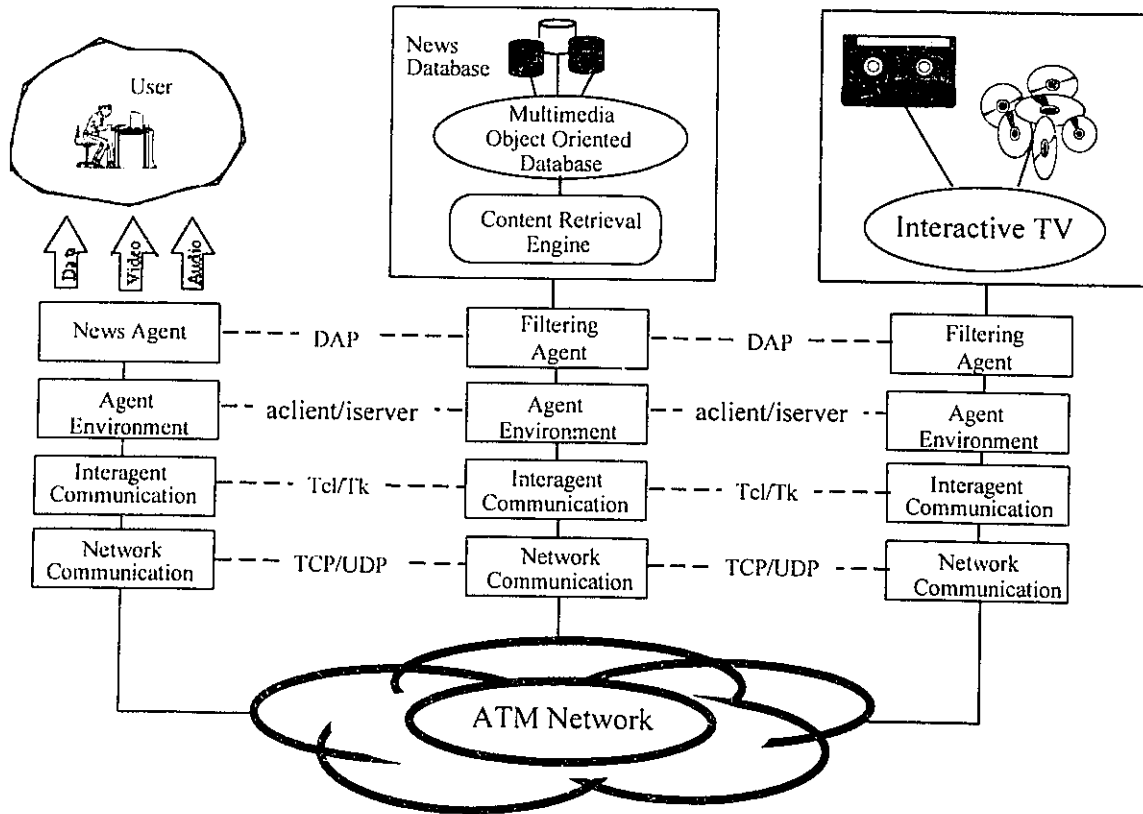 User
Data
Video
Audio
News Agent
Agent
Environment
Interagent
Communication
Network
Communication
DAP
aclient/iserver
Tcl/Tk
TCP/UDP
News
Database
Multimedia
Object Oriented
Database
Content Retrieval
Engine
Filtering
Agent
Agent
Environment
Interagent
Communication
Network
Communication
DAP
aclient/iserver
Tcl/Tk
TCP/UDP
Interactive TV
Filtering
Agent
Agent
Environment
Interagent
Communication
Network
Communication
ATM Network